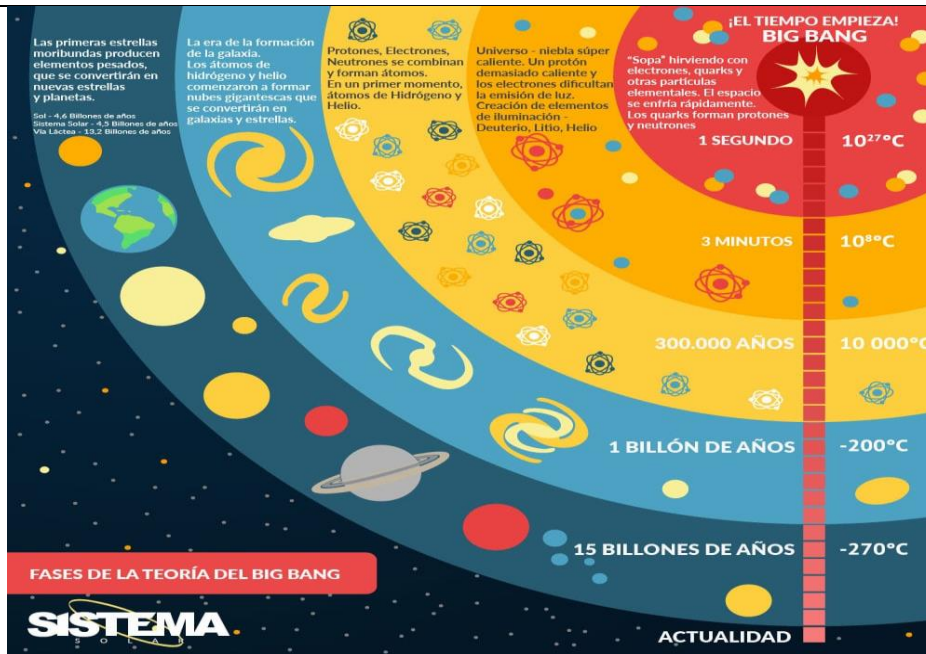 Las primeras estrellas
moribundas producen
elementos pesados,
que se convertirán en
nuevas estrellas
y planetas.
Sol - 4,6 Billones de años
Sistema Solar - 4,5 Billones de años
Vía Láctea - 13,2 Billones de años
La era de la formación
de la galaxia.
Los átomos de
hidrógeno y helio
comenzaron a formar
nubes gigantescas que
se convertirán en
galaxias y estrellas.
Protones, Electrones,
Neutrones se combinan
y forman átomos.
En un primer momento,
átomos de Hidrógeno y
Helio.
Universo - niebla súper
caliente. Un protón
demasiado caliente y
los electrones dificultan
la emisión de luz.
Creación de elementos
de iluminación -
Deuterio, Litio, Helio
¡EL TIEMPO EMPIEZA!
BIG BANG
"Sopa" hirviendo con
electrones, quarks y
otras partículas
elementales. El espacio
se enfría rápidamente.
Los quarks forman protones
y neutrones
1 SEGUNDO 10²⁷°C
3 MINUTOS 10⁸°C
300.000 AÑOS 10 000°C
1 BILLÓN DE AÑOS -200°C
15 BILLONES DE AÑOS -270°C
ACTUALIDAD
FASES DE LA TEORÍA DEL BIG BANG
SISTEMA
SOLAR